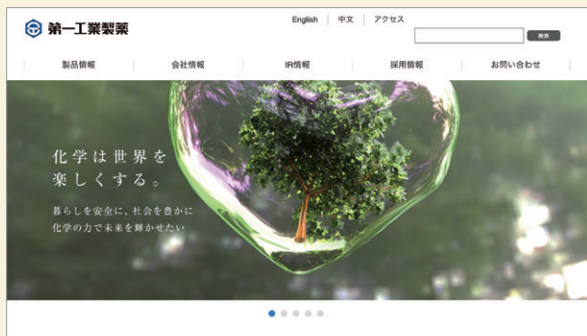 English 中文 アクセス
第一工業製薬
検索
製品情報 会社情報 IR情報 採用情報 お問い合わせ
化学は世界を
楽しくする。
暮らしを安全に、社会を豊かに
化学の力で未来を輝かせたい